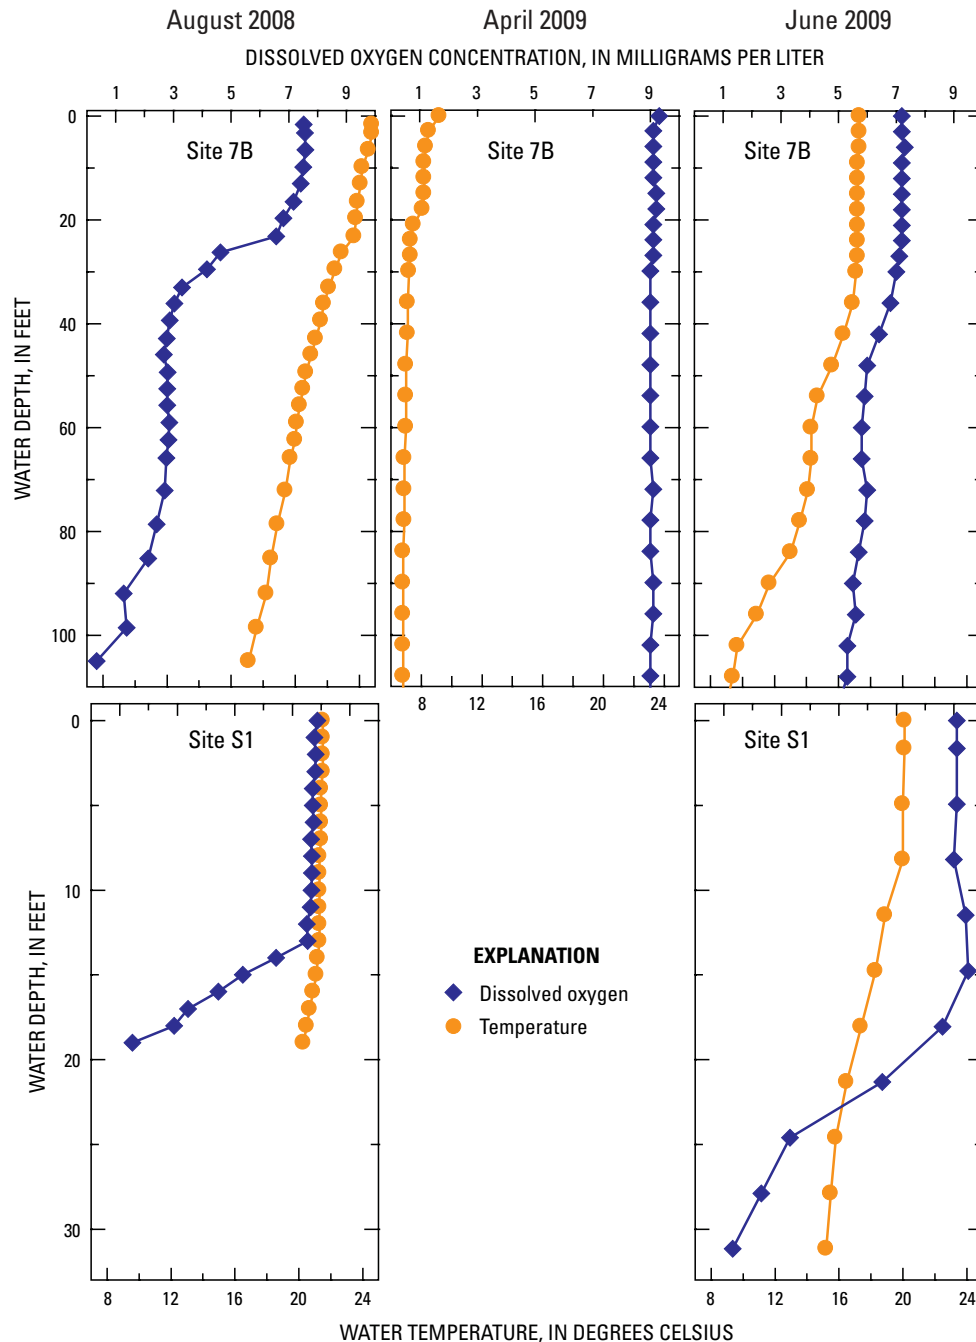 August 2008 April 2009 June 2009
DISSOLVED OXYGEN CONCENTRATION, IN MILLIGRAMS PER LITER
1 3 5 7 9 1 3 5 7 9 1 3 5 7 9
0
Site 7B Site 7B Site 7B
20
40
WATER DEPTH, IN FEET
60
80
100
8 12 16 20 24
0
Site S1 Site S1
10
WATER DEPTH, IN FEET
EXPLANATION
Dissolved oxygen
Temperature
20
30
8 12 16 20 24 8 12 16 20 24
WATER TEMPERATURE, IN DEGREES CELSIUS